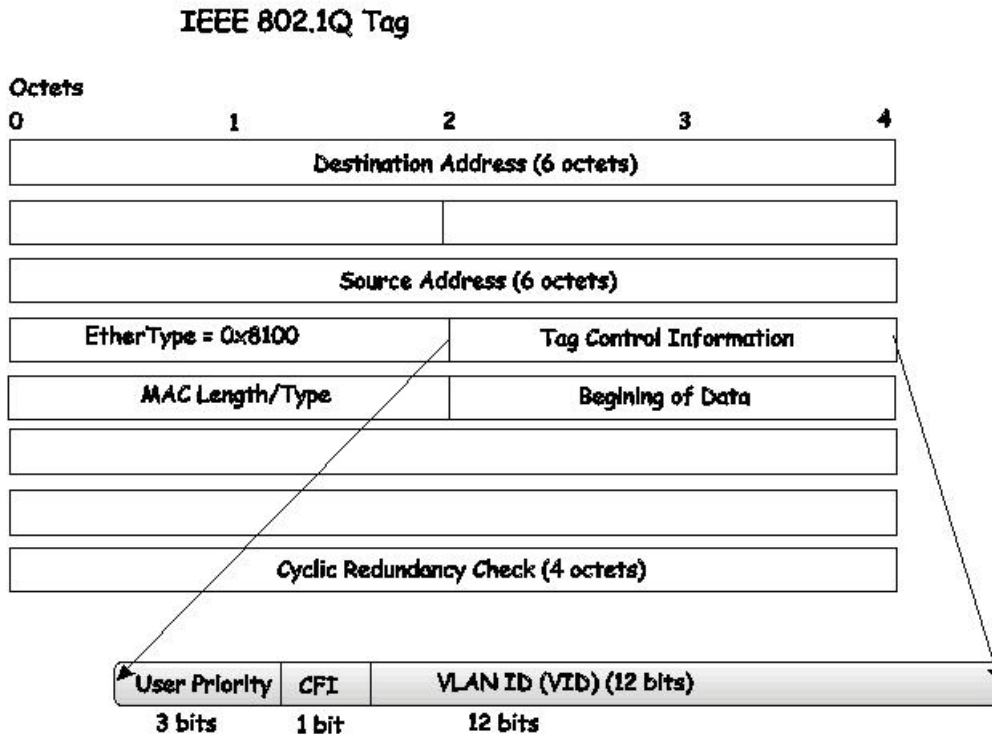 IEEE 802.1Q Tag
Octets
0 1 2 3 4
Destination Address (6 octets)
Source Address (6 octets)
EtherType = 0x8100 Tag Control Information
MAC Length/Type Begining of Data
Cyclic Redundancy Check (4 octets)
User Priority CFI VLAN ID (VID) (12 bits)
3 bits 1 bit 12 bits